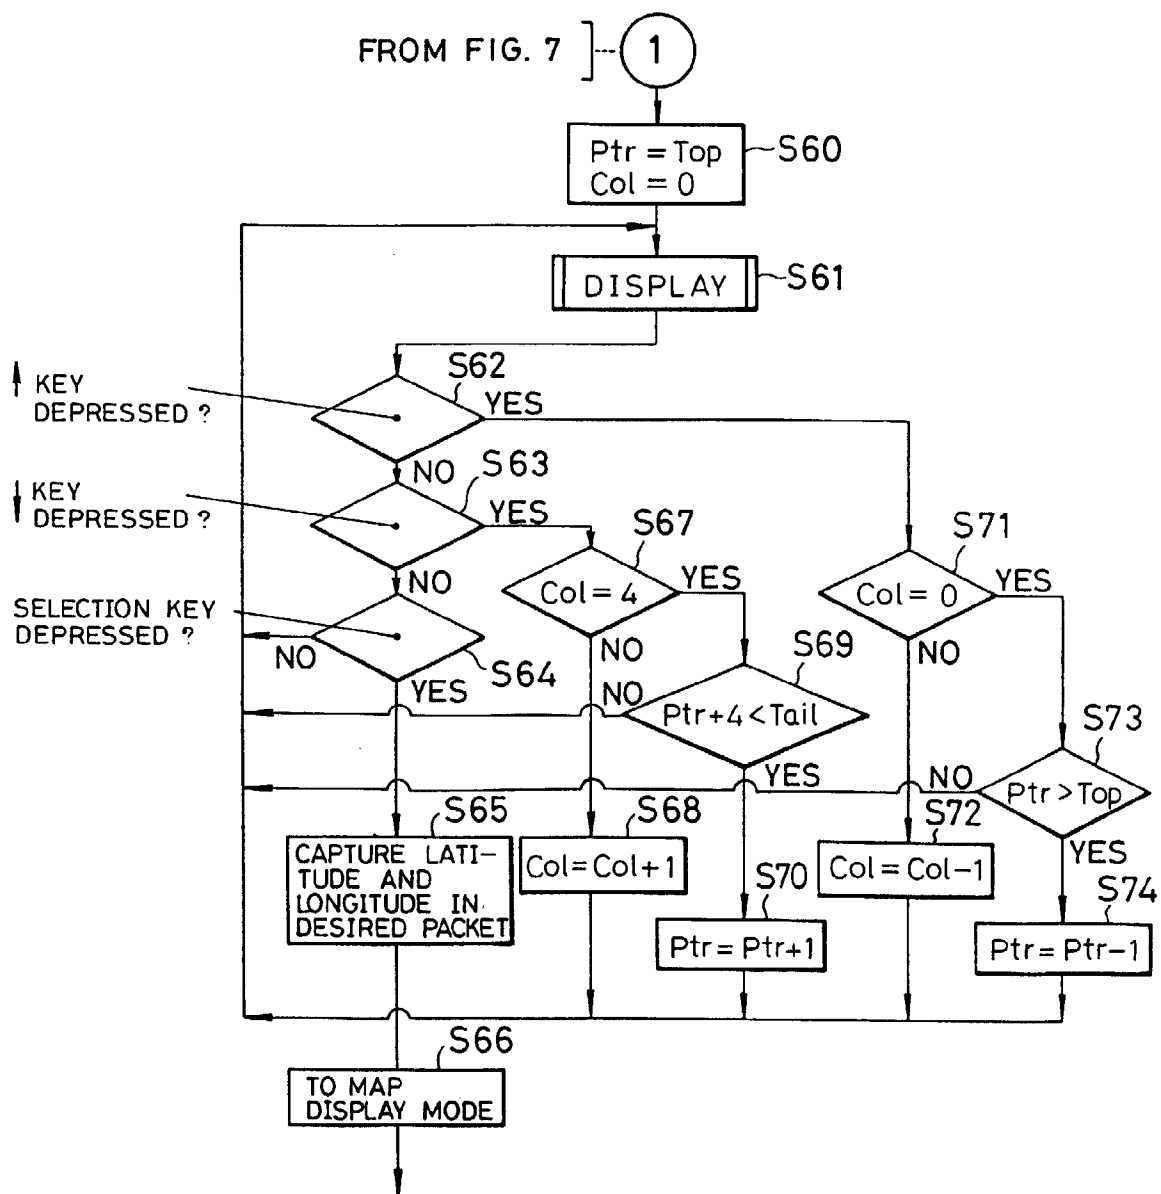 FROM FIG. 7
1
Ptr = Top
Col = 0
S60
DISPLAY
S61
↑ KEY
DEPRESSED ?
S62
YES
NO
↓ KEY
DEPRESSED ?
S63
YES
NO
S67
Col = 4
YES
NO
S71
Col = 0
YES
NO
SELECTION KEY
DEPRESSED ?
NO
S64
YES
S69
Ptr+4 < Tail
NO
YES
S73
Ptr > Top
NO
YES
S65
CAPTURE LATI-
TUDE AND
LONGITUDE IN
DESIRED PACKET
S68
Col = Col+1
S70
Ptr = Ptr+1
S72
Col = Col-1
S74
Ptr = Ptr-1
S66
TO MAP
DISPLAY MODE